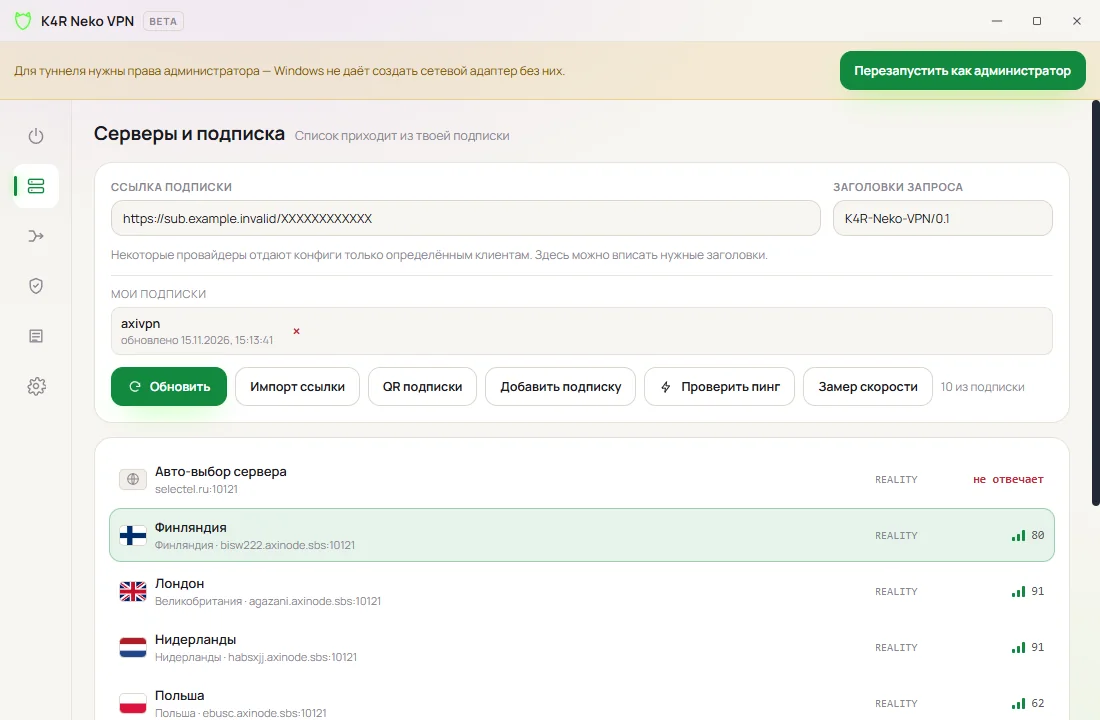 K4R Neko VPN BETA
Для туннеля нужны права администратора — Windows не даёт создать сетевой адаптер без них.
Перезапустить как администратор
Серверы и подписка Список приходит из твоей подписки
ССЫЛКА ПОДПИСКИ
ЗАГОЛОВКИ ЗАПРОСА
https://sub.example.invalid/XXXXXXXXXXXX
K4R-Neko-VPN/0.1
Некоторые провайдеры отдают конфиги только определённым клиентам. Здесь можно вписать нужные заголовки.
МОИ ПОДПИСКИ
axivpn
обновлено 15.11.2026, 15:13:41
Обновить
Импорт ссылки
QR подписки
Добавить подписку
Проверить пинг
Замер скорости
10 из подписки
Авто-выбор сервера
selectel.ru:10121
REALITY
не отвечает
Финляндия
Финляндия · bisw222.axinode.sbs:10121
REALITY
80
Лондон
Великобритания · agazani.axinode.sbs:10121
REALITY
91
Нидерланды
Нидерланды · habsxjj.axinode.sbs:10121
REALITY
91
Польша
Польша · ebusc.axinode.sbs:10121
REALITY
62